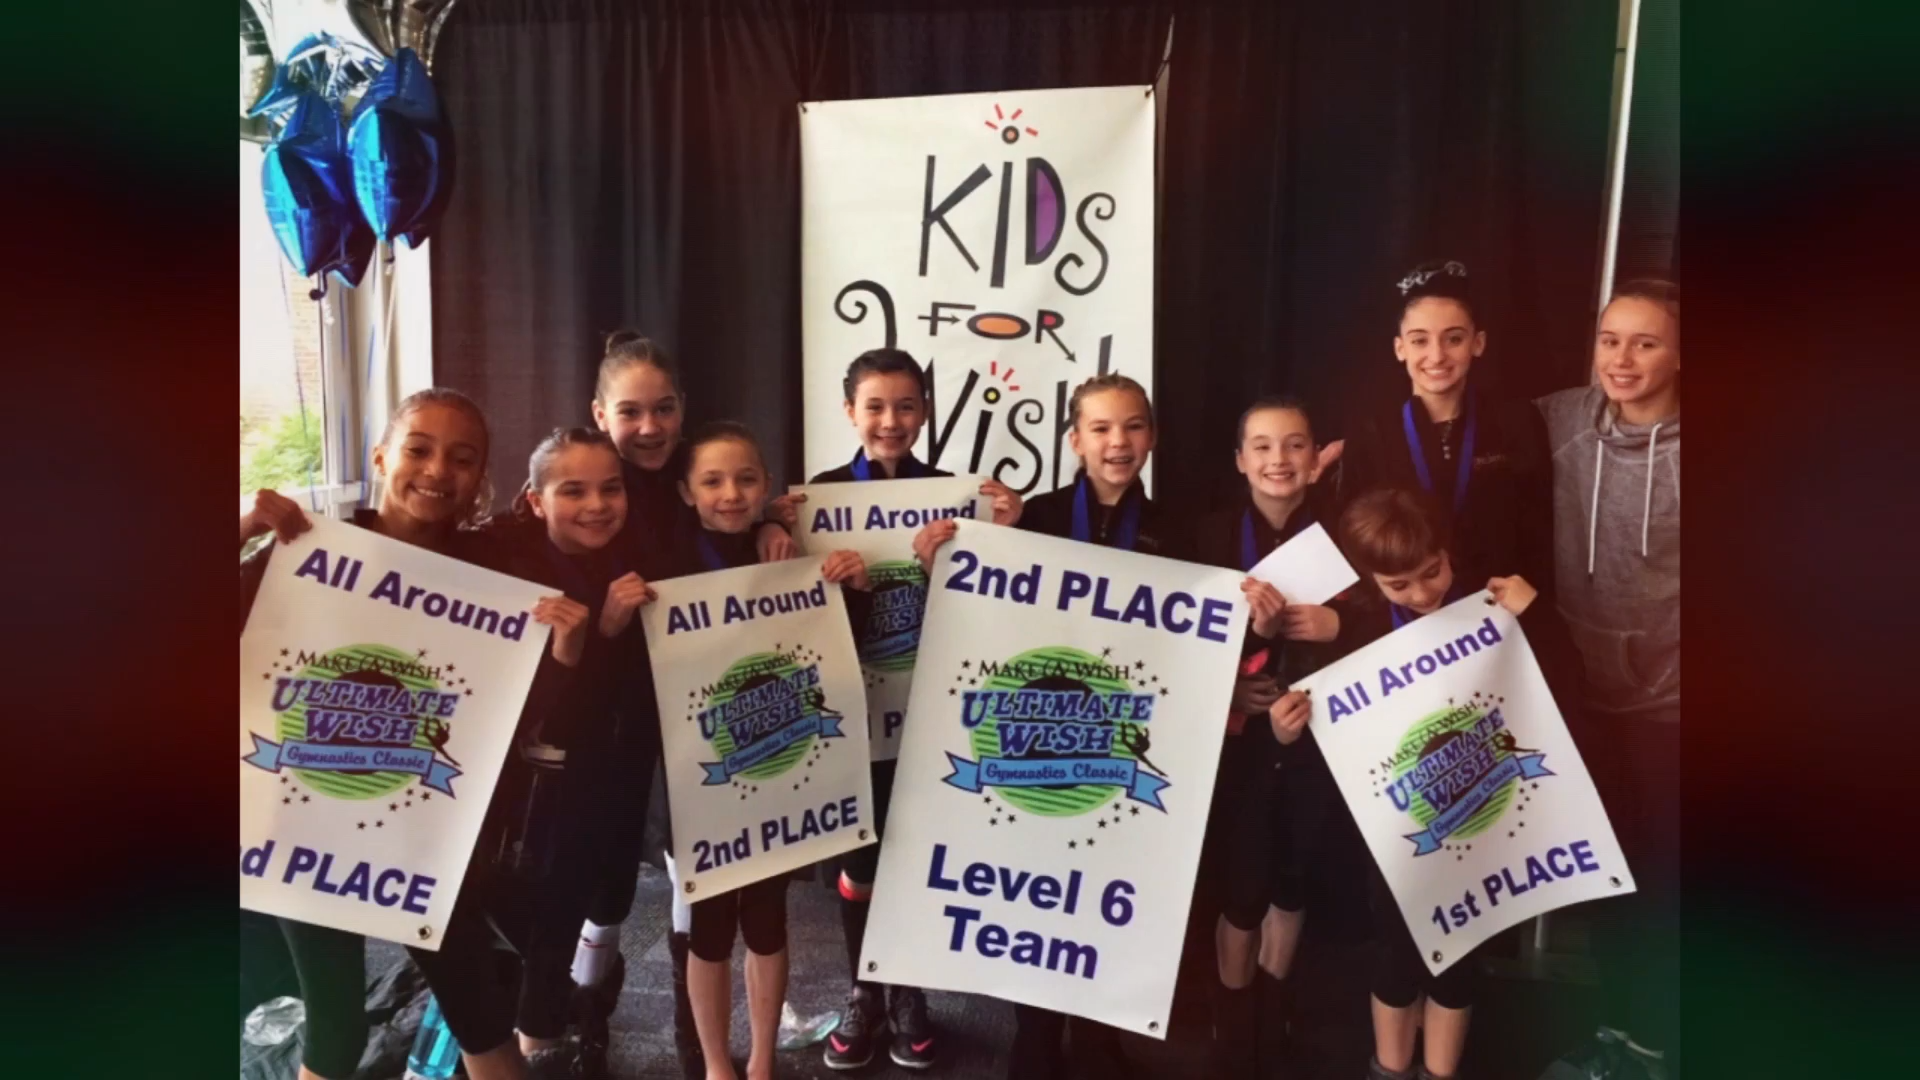 KiDs
FOR
Wish
All Around
MAKE-A-WISH.
ULTIMATE
WISH
Gymnastics Classic
d PLACE
All Around
MAKE-A-WISH
ULTIMATE
WISH
Gymnastics Classic
2nd PLACE
All Around
2nd PLACE
MAKE-A-WISH.
ULTIMATE
WISH
Gymnastics Classic
Level 6
Team
All Around
MAKE-A-WISH
ULTIMATE
WISH
Gymnastics Classic
1st PLACE